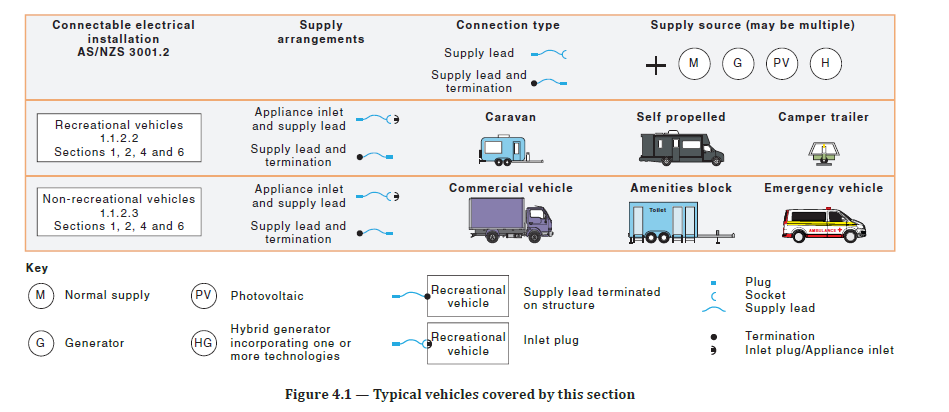 Connectable electrical
installation
AS/NZS 3001.2
Supply
arrangements
Connection type
Supply lead
Supply lead and
termination
Supply source (may be multiple)
+ M G PV H
Recreational vehicles
1.1.2.2
Sections 1, 2, 4 and 6
Appliance inlet
and supply lead
Supply lead and
termination
Caravan
Self propelled
Camper trailer
Non-recreational vehicles
1.1.2.3
Sections 1, 2, 4 and 6
Appliance inlet
and supply lead
Supply lead and
termination
Commercial vehicle
Amenities block
Toilet
Emergency vehicle
AMBULANCE
Key
M Normal supply
G Generator
PV Photovoltaic
HG Hybrid generator
incorporating one or
more technologies
Recreational
vehicle
Supply lead terminated
on structure
Recreational
vehicle
Inlet plug
Plug
Socket
Supply lead
Termination
Inlet plug/Appliance inlet
Figure 4.1 — Typical vehicles covered by this section